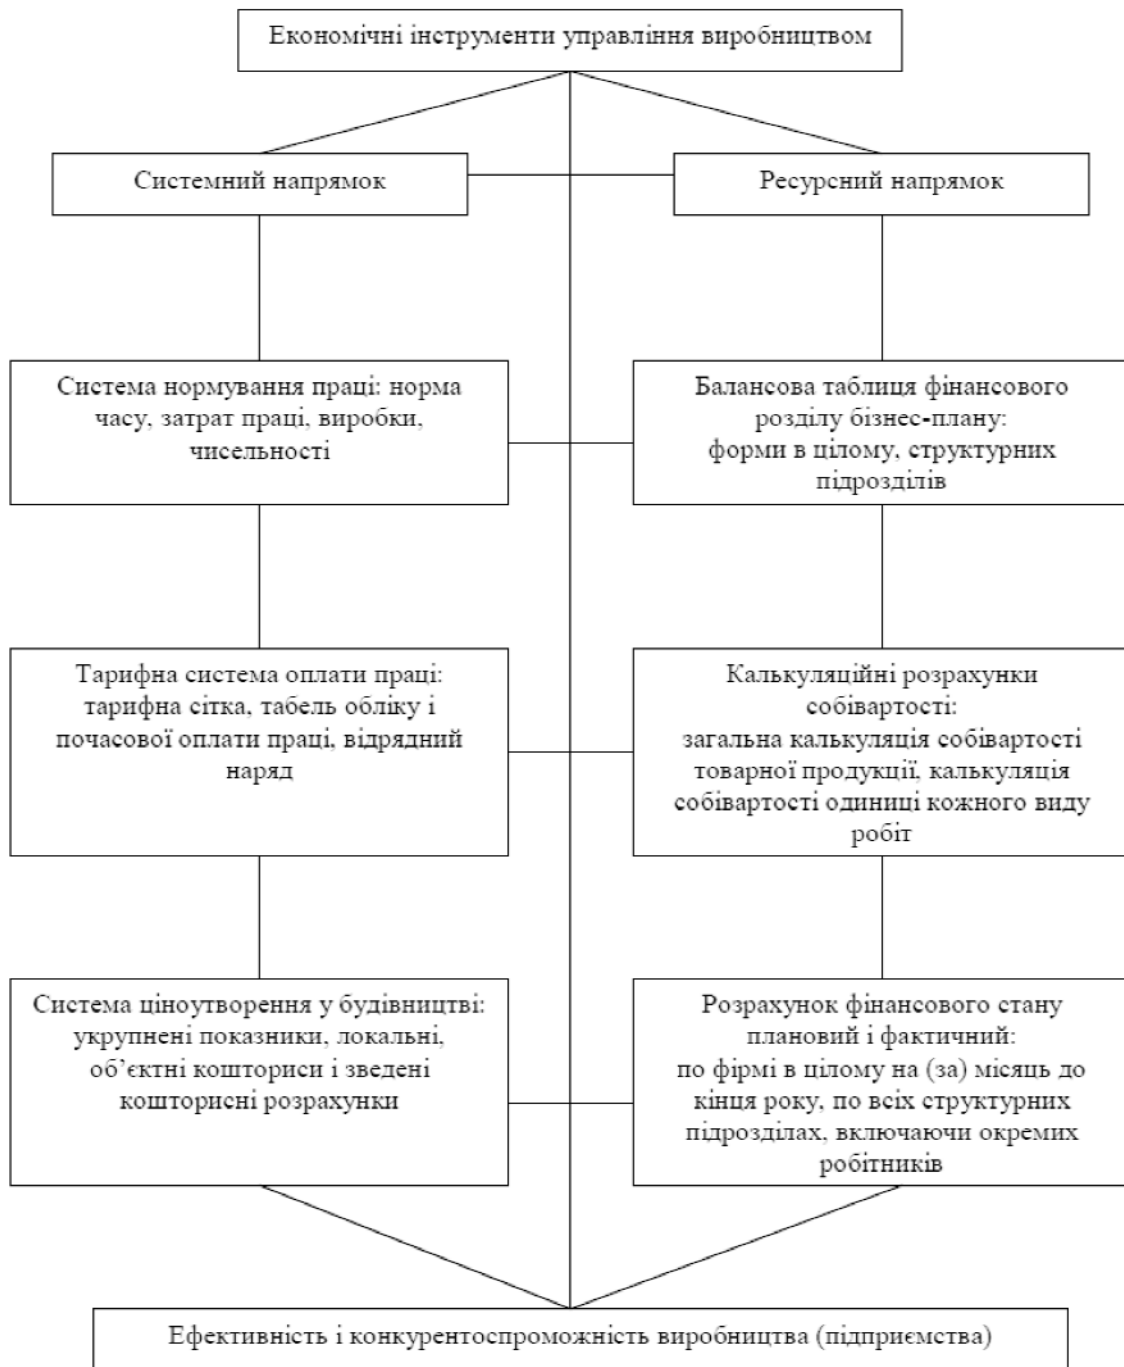 Економічні інструменти управління виробництвом
Системний напрямок
Ресурсний напрямок
Система нормування праці: норма
часу, затрат праці, виробки,
чисельності
Балансова таблиця фінансового
розділу бізнес-плану:
форми в цілому, структурних
підрозділів
Тарифна система оплати праці:
тарифна сітка, табель обліку і
почасової оплати праці, відрядний
наряд
Калькуляційні розрахунки
собівартості:
загальна калькуляція собівартості
товарної продукції, калькуляція
собівартості одиниці кожного виду
робіт
Система ціноутворення у будівництві:
укрупнені показники, локальні,
об’єктні кошториси і зведені
кошторисні розрахунки
Розрахунок фінансового стану
плановий і фактичний:
по фірмі в цілому на (за) місяць до
кінця року, по всіх структурних
підрозділах, включаючи окремих
робітників
Ефективність і конкурентоспроможність виробництва (підприємства)